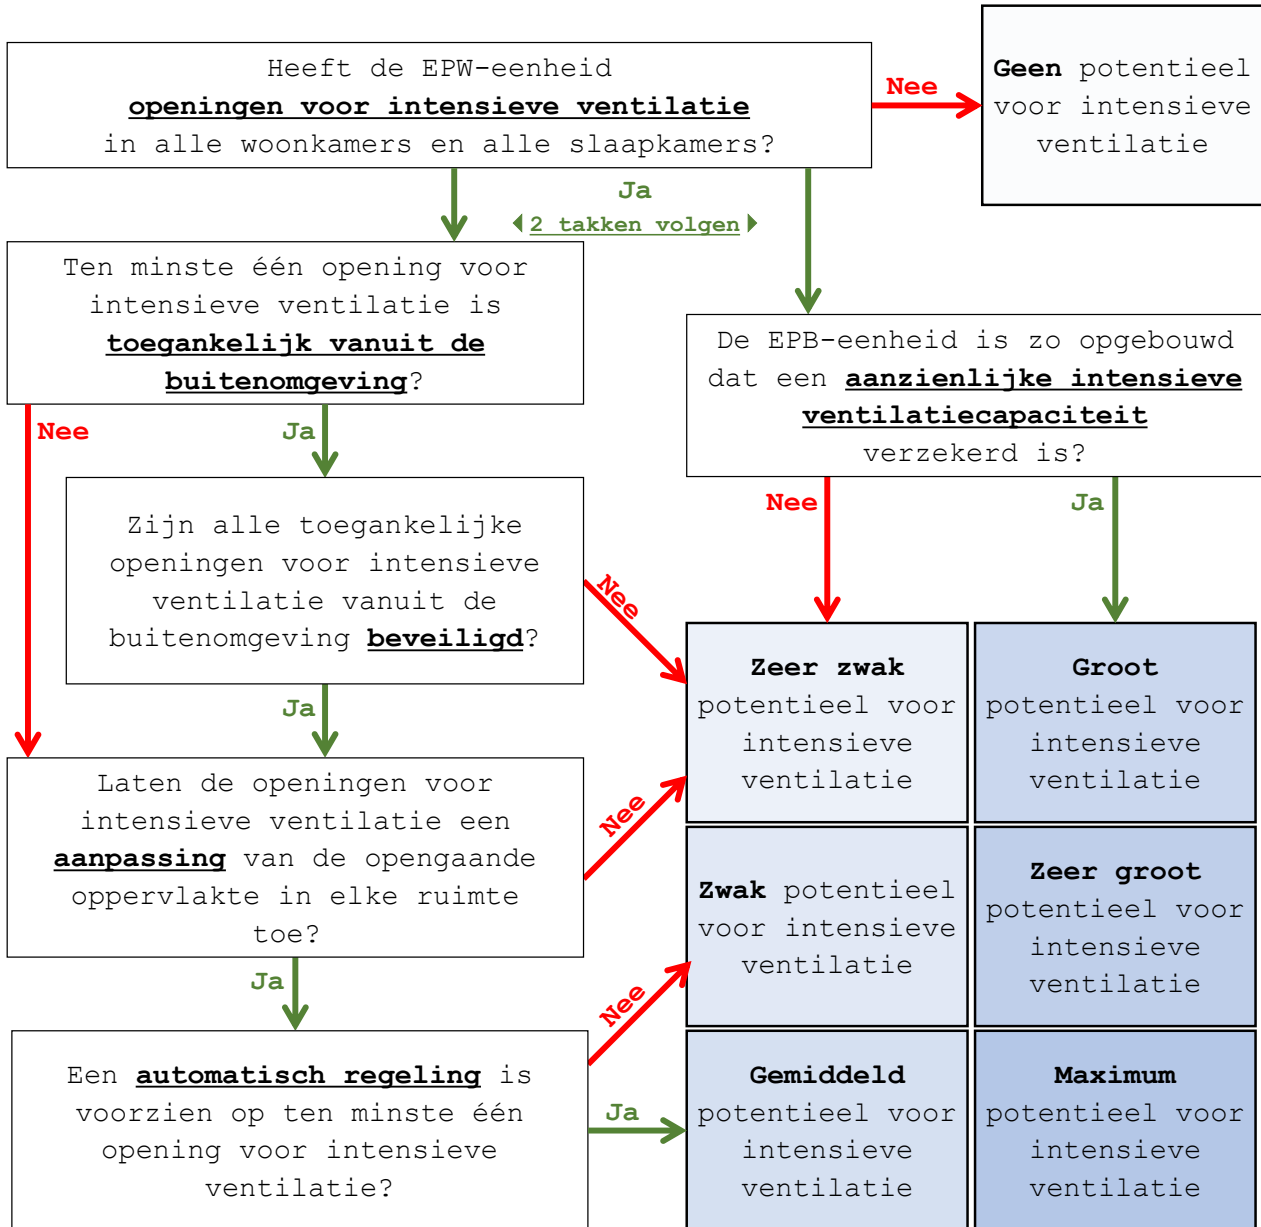 Heeft de EPW-eenheid
openingen voor intensieve ventilatie
in alle woonkamers en alle slaapkamers?
Nee
Geen potentieel
voor intensieve
ventilatie
Ja
2 takken volgen
Ten minste één opening voor
intensieve ventilatie is
toegankelijk vanuit de
buitenomgeving?
De EPB-eenheid is zo opgebouwd
dat een aanzienlijke intensieve
ventilatiecapaciteit
verzekerd is?
Nee
Ja
Nee
Ja
Zijn alle toegankelijke
openingen voor intensieve
ventilatie vanuit de
buitenomgeving beveiligd?
Nee
Ja
Zeer zwak
potentieel voor
intensieve
ventilatie
Groot
potentieel voor
intensieve
ventilatie
Laten de openingen voor
intensieve ventilatie een
aanpassing van de opengaande
oppervlakte in elke ruimte
toe?
Nee
Ja
Zwak potentieel
voor intensieve
ventilatie
Zeer groot
potentieel voor
intensieve
ventilatie
Een automatisch regeling is
voorzien op ten minste één
opening voor intensieve
ventilatie?
Nee
Ja
Gemiddeld
potentieel voor
intensieve
ventilatie
Maximum
potentieel voor
intensieve
ventilatie